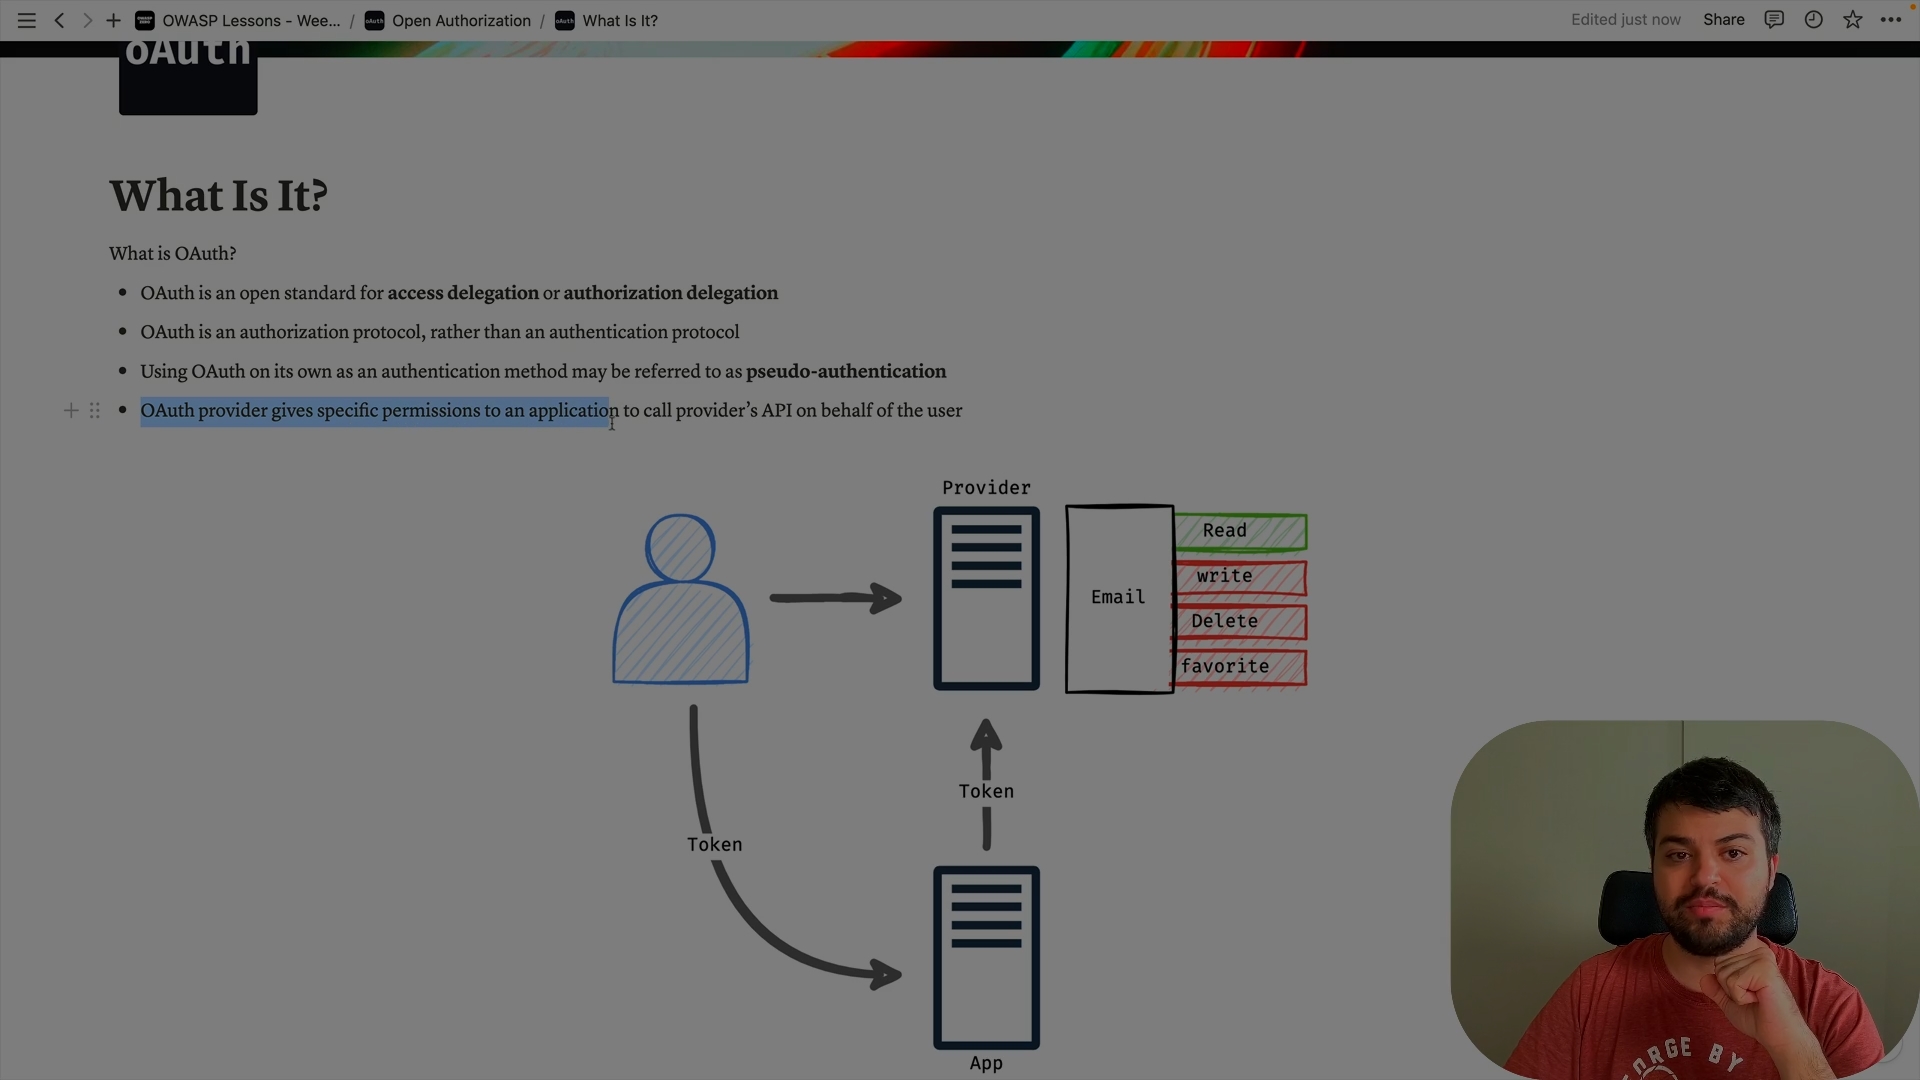 OWASP Lessons - Wee... / Open Authorization / What Is It?
Edited just now Share
OAuth
What Is It?
What is OAuth?
OAuth is an open standard for access delegation or authorization delegation
OAuth is an authorization protocol, rather than an authentication protocol
Using OAuth on its own as an authentication method may be referred to as pseudo-authentication
OAuth provider gives specific permissions to an application to call provider’s API on behalf of the user
Provider
Email
Read
write
Delete
favorite
Token
Token
App
ORGE BY